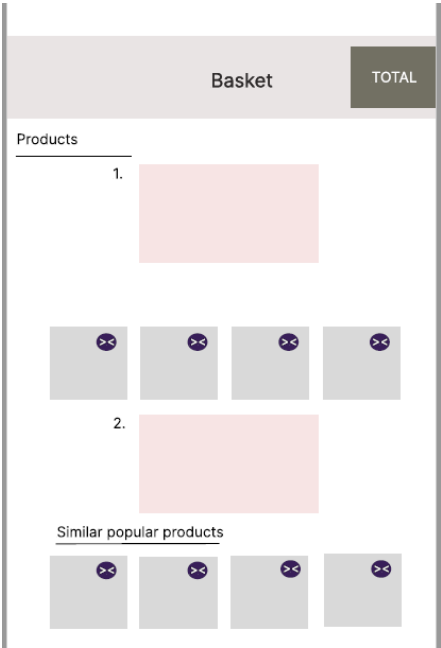 Basket
TOTAL
Products
1.
><
><
><
><
2.
Similar popular products
><
><
><
><